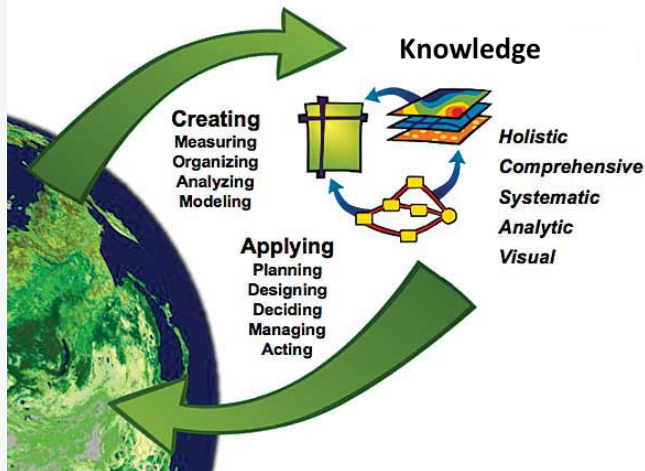 Knowledge
Creating
Measuring
Organizing
Analyzing
Modeling
Holistic
Comprehensive
Systematic
Analytic
Visual
Applying
Planning
Designing
Deciding
Managing
Acting